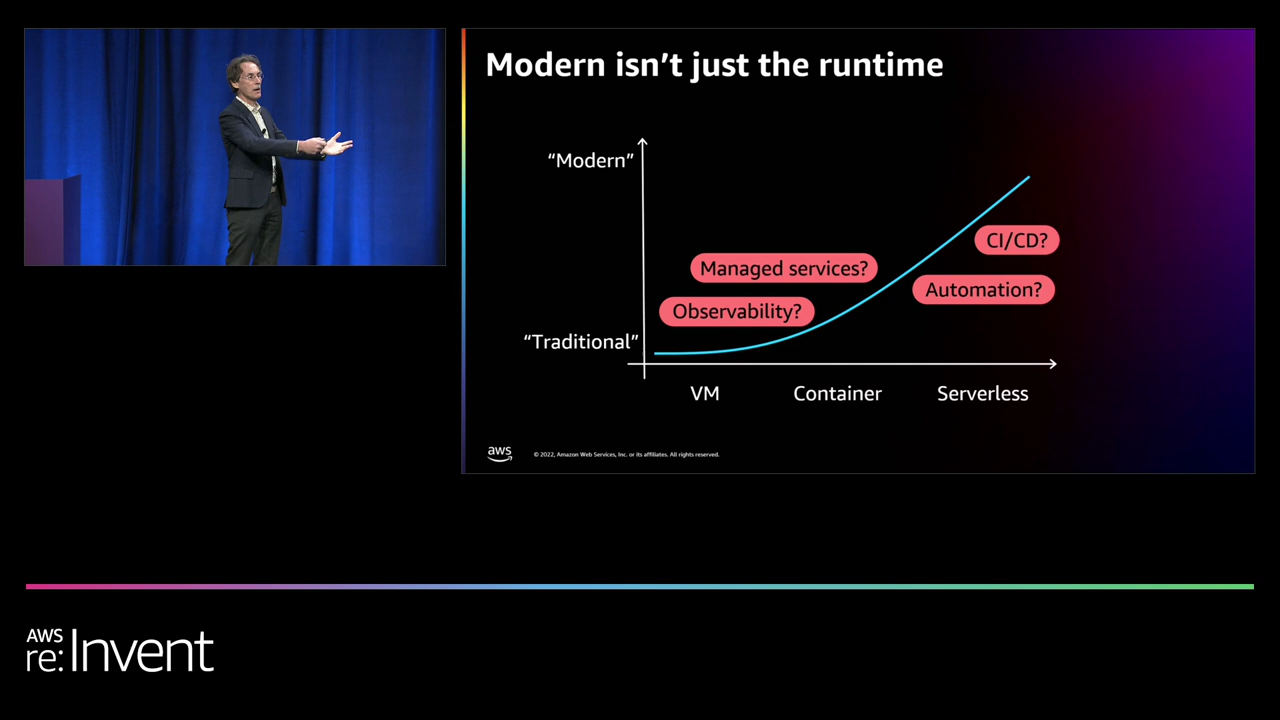 Modern isn't just the runtime
“Modern”
CI/CD?
Managed services?
Automation?
Observability?
“Traditional”
VM
Container
Serverless
aws
© 2022, Amazon Web Services, Inc. or its affiliates. All rights reserved.
AWS
re:Invent